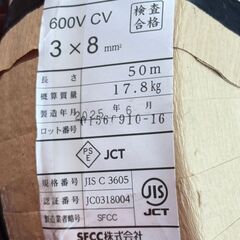 600V CV
検査
合格
3×8 mm²
長さ 50m
概算質量 17.8kg
製造年月 2025年6月
ロット番号
PSE JCT
規格番号 JIS C 3605
認証番号 JC0318004
製造業者略号 SFCC
JIS
JCT
SFCC株式会社